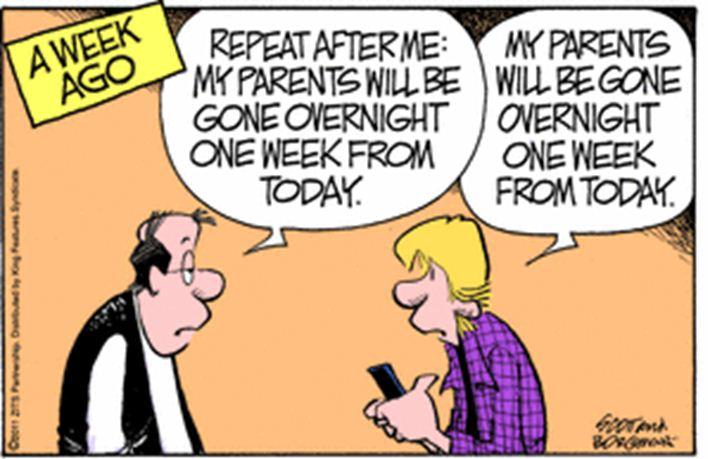 A WEEK
AGO
REPEAT AFTER ME:
MY PARENTS WILL BE
GONE OVERNIGHT
ONE WEEK FROM
TODAY.
MY PARENTS
WILL BE GONE
OVERNIGHT
ONE WEEK
FROM TODAY.
©2011 ZITS Partnership. Distributed by King Features Syndicate.
SCOTT AND
BORGMAN